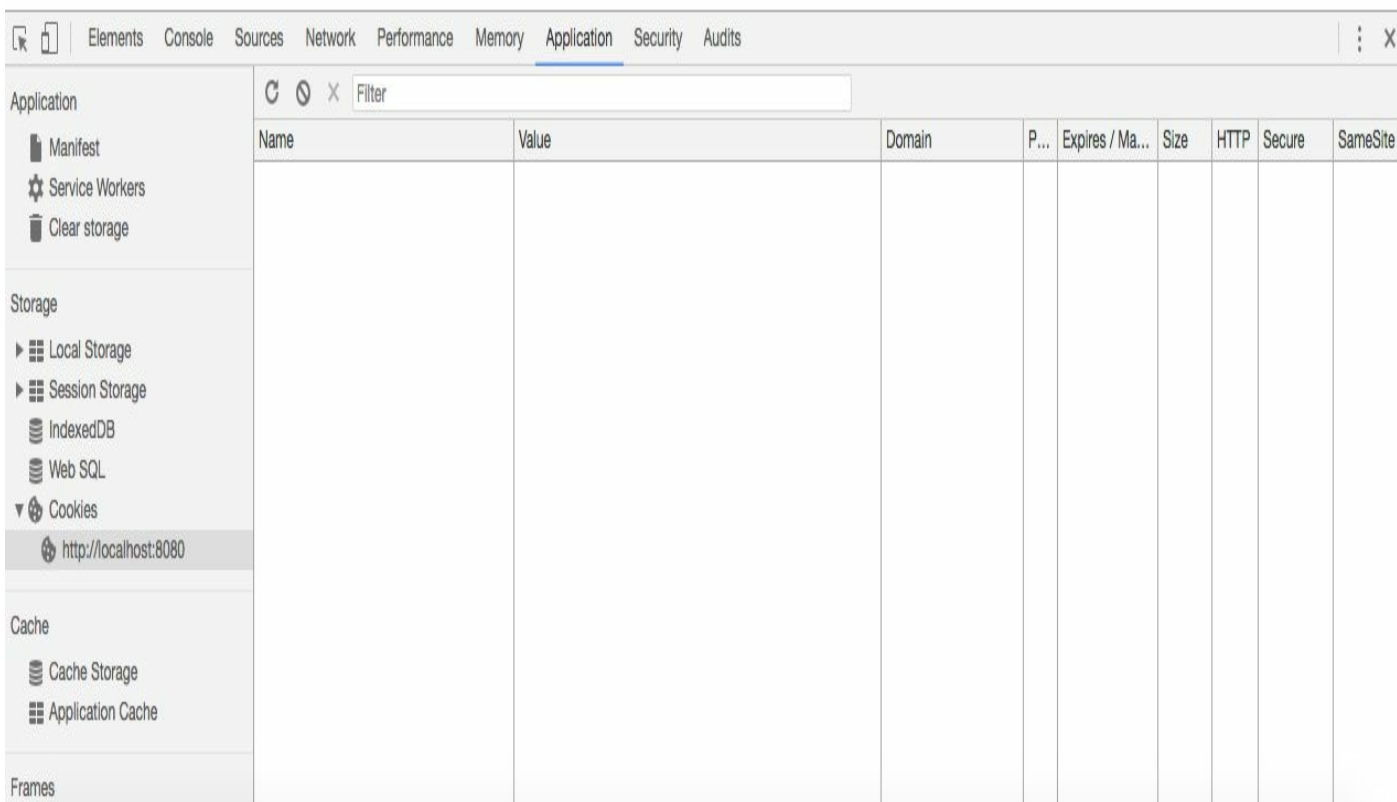 Elements Console Sources Network Performance Memory Application Security Audits
Application
Manifest
Service Workers
Clear storage
Storage
Local Storage
Session Storage
IndexedDB
Web SQL
Cookies
http://localhost:8080
Cache
Cache Storage
Application Cache
Frames
Filter
Name Value Domain P... Expires / Ma... Size HTTP Secure SameSite